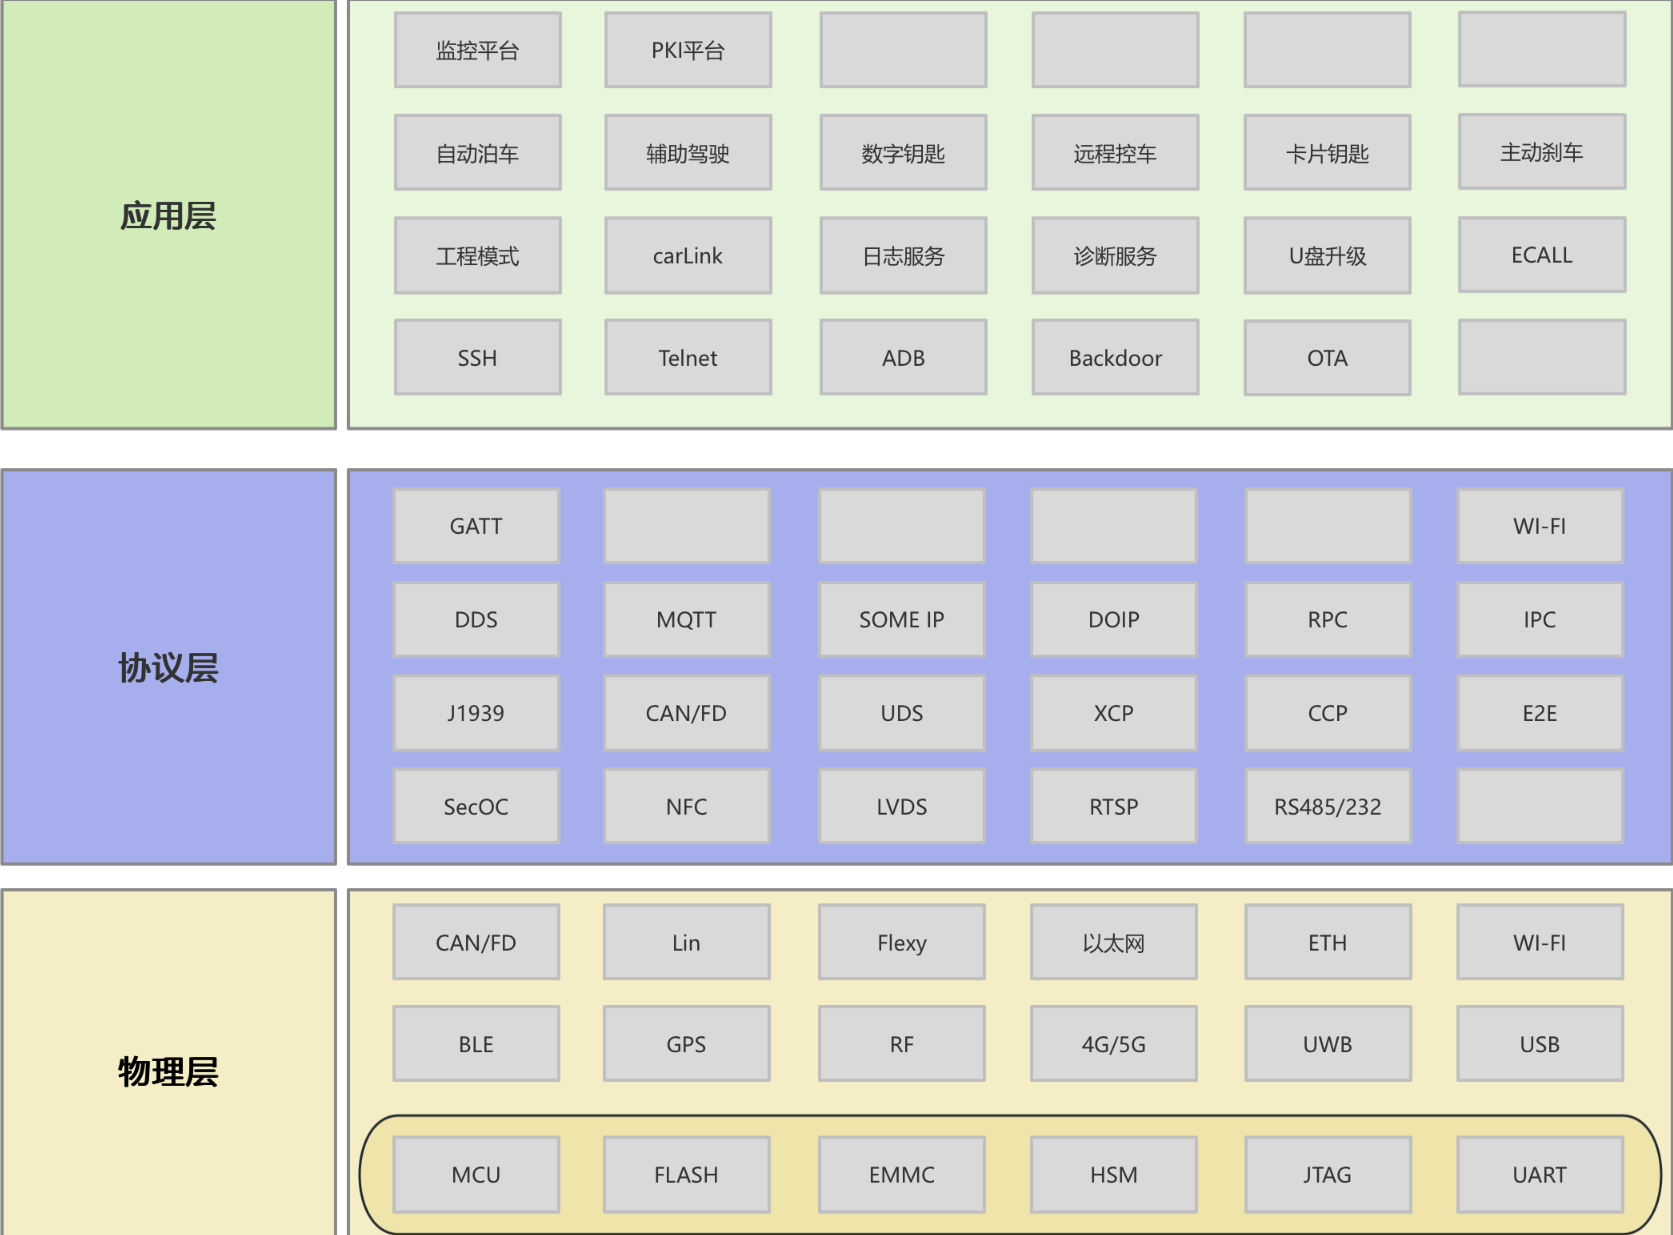 应用层
监控平台
PKI平台
自动泊车
辅助驾驶
数字钥匙
远程控车
卡片钥匙
主动刹车
工程模式
carLink
日志服务
诊断服务
U盘升级
ECALL
SSH
Telnet
ADB
Backdoor
OTA
协议层
GATT
WI-FI
DDS
MQTT
SOME IP
DOIP
RPC
IPC
J1939
CAN/FD
UDS
XCP
CCP
E2E
SecOC
NFC
LVDS
RTSP
RS485/232
物理层
CAN/FD
Lin
Flexy
以太网
ETH
WI-FI
BLE
GPS
RF
4G/5G
UWB
USB
MCU
FLASH
EMMC
HSM
JTAG
UART